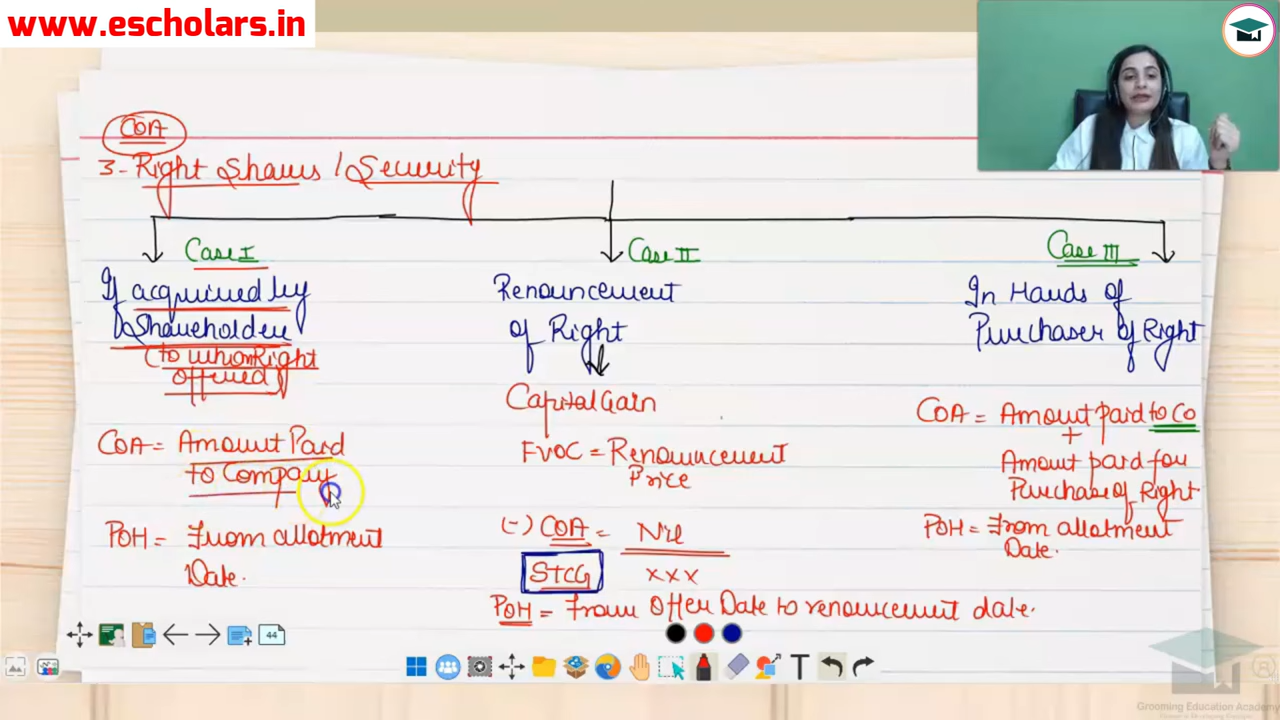 www.escholars.in
COA
3- Right Shares / Security
Case I
If acquired by
Shareholder
(to whom Right
offered)
COA = Amount Paid
to Company
POH = From allotment
Date.
Case II
Renouncement
of Right
Capital Gain
FVOC = Renouncement
Price
(-) COA = Nil
STCG xxx
POH = From Offer Date to renouncement date.
Case III
In Hands of
Purchaser of Right
COA = Amount paid to Co
+
Amount paid for
Purchase of Right
POH = From allotment
Date.
44
T
Grooming Education Academy